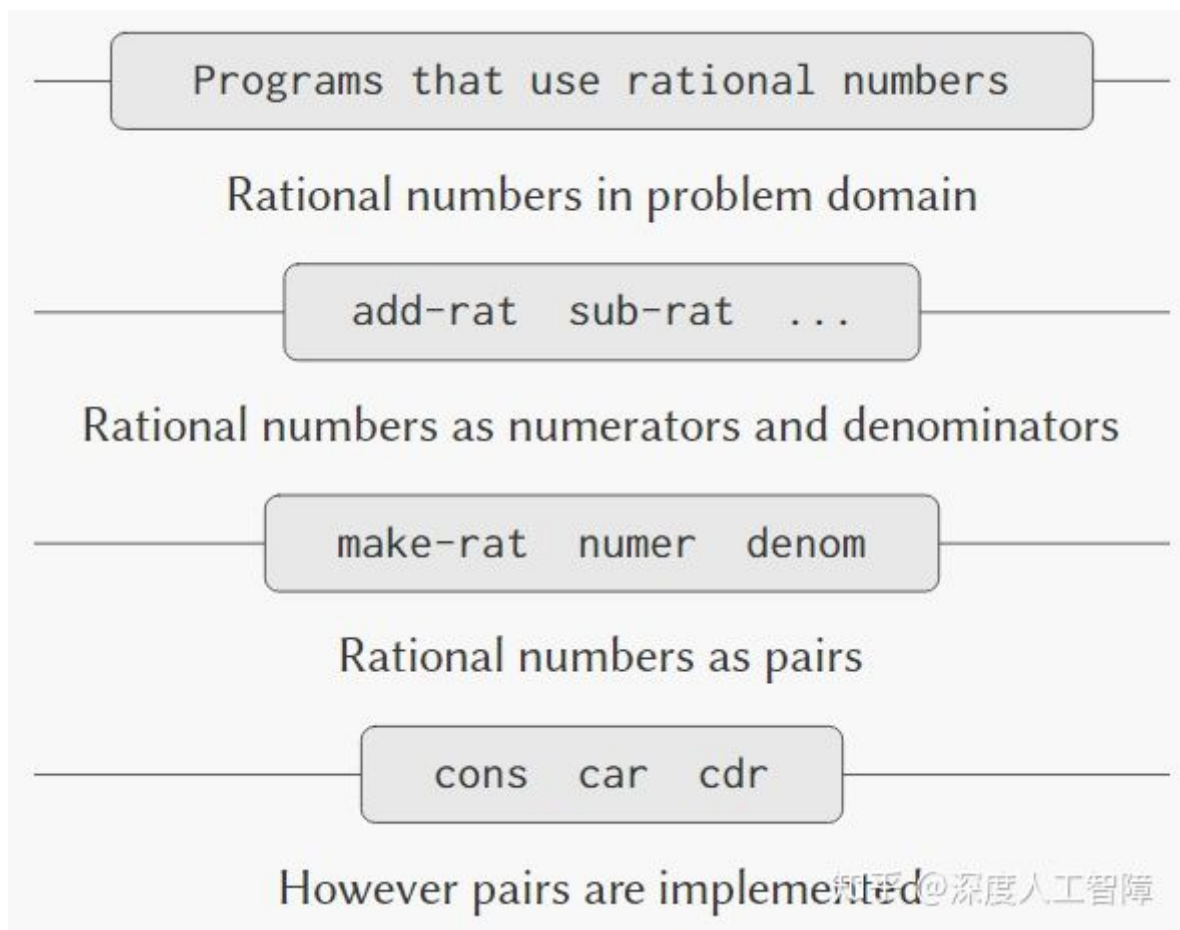 Programs that use rational numbers
Rational numbers in problem domain
add-rat sub-rat ...
Rational numbers as numerators and denominators
make-rat numer denom
Rational numbers as pairs
cons car cdr
However pairs are implemented
知乎 @深度人工智障